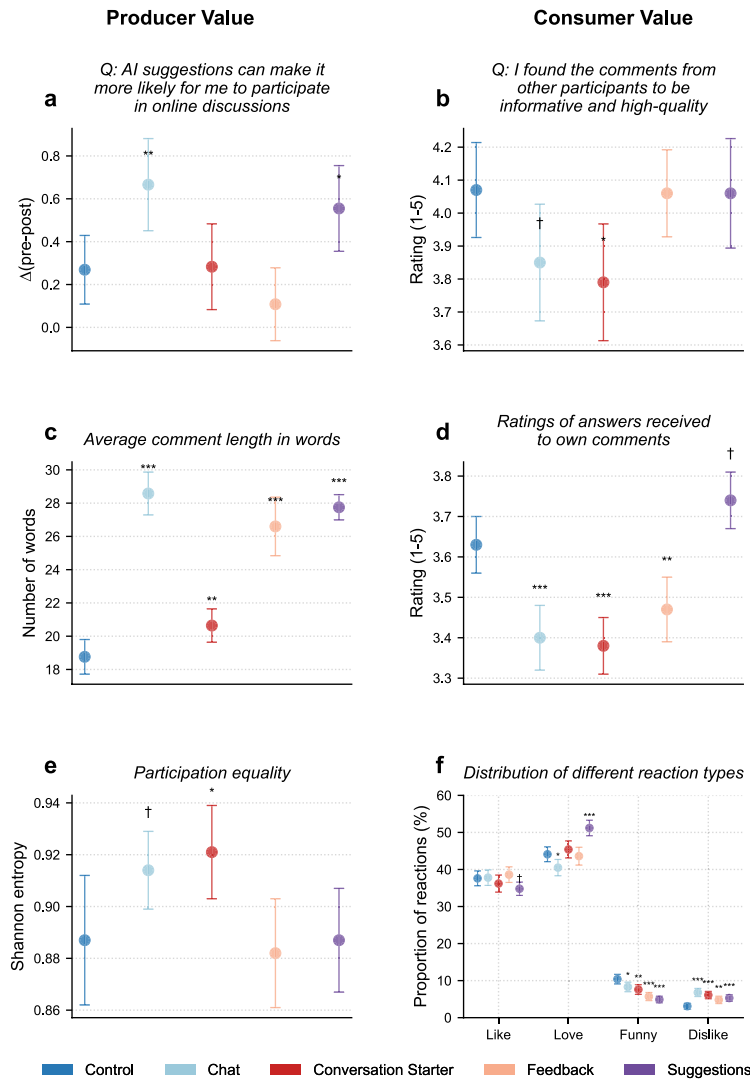 Producer Value
Consumer Value
a
Q: AI suggestions can make it
more likely for me to participate
in online discussions
Δ(pre-post)
0.8
0.6
0.4
0.2
0.0
**
*
b
Q: I found the comments from
other participants to be
informative and high-quality
Rating (1-5)
4.2
4.1
4.0
3.9
3.8
3.7
3.6
†
*
c
Average comment length in words
Number of words
30
28
26
24
22
20
18
***
**
***
***
d
Ratings of answers received
to own comments
Rating (1-5)
3.8
3.7
3.6
3.5
3.4
3.3
***
***
**
†
e
Participation equality
Shannon entropy
0.94
0.92
0.90
0.88
0.86
†
*
f
Distribution of different reaction types
Proportion of reactions (%)
60
50
40
30
20
10
0
‡
*
***
* ** *** ***
*** *** ** ***
Like Love Funny Dislike
Control Chat Conversation Starter Feedback Suggestions